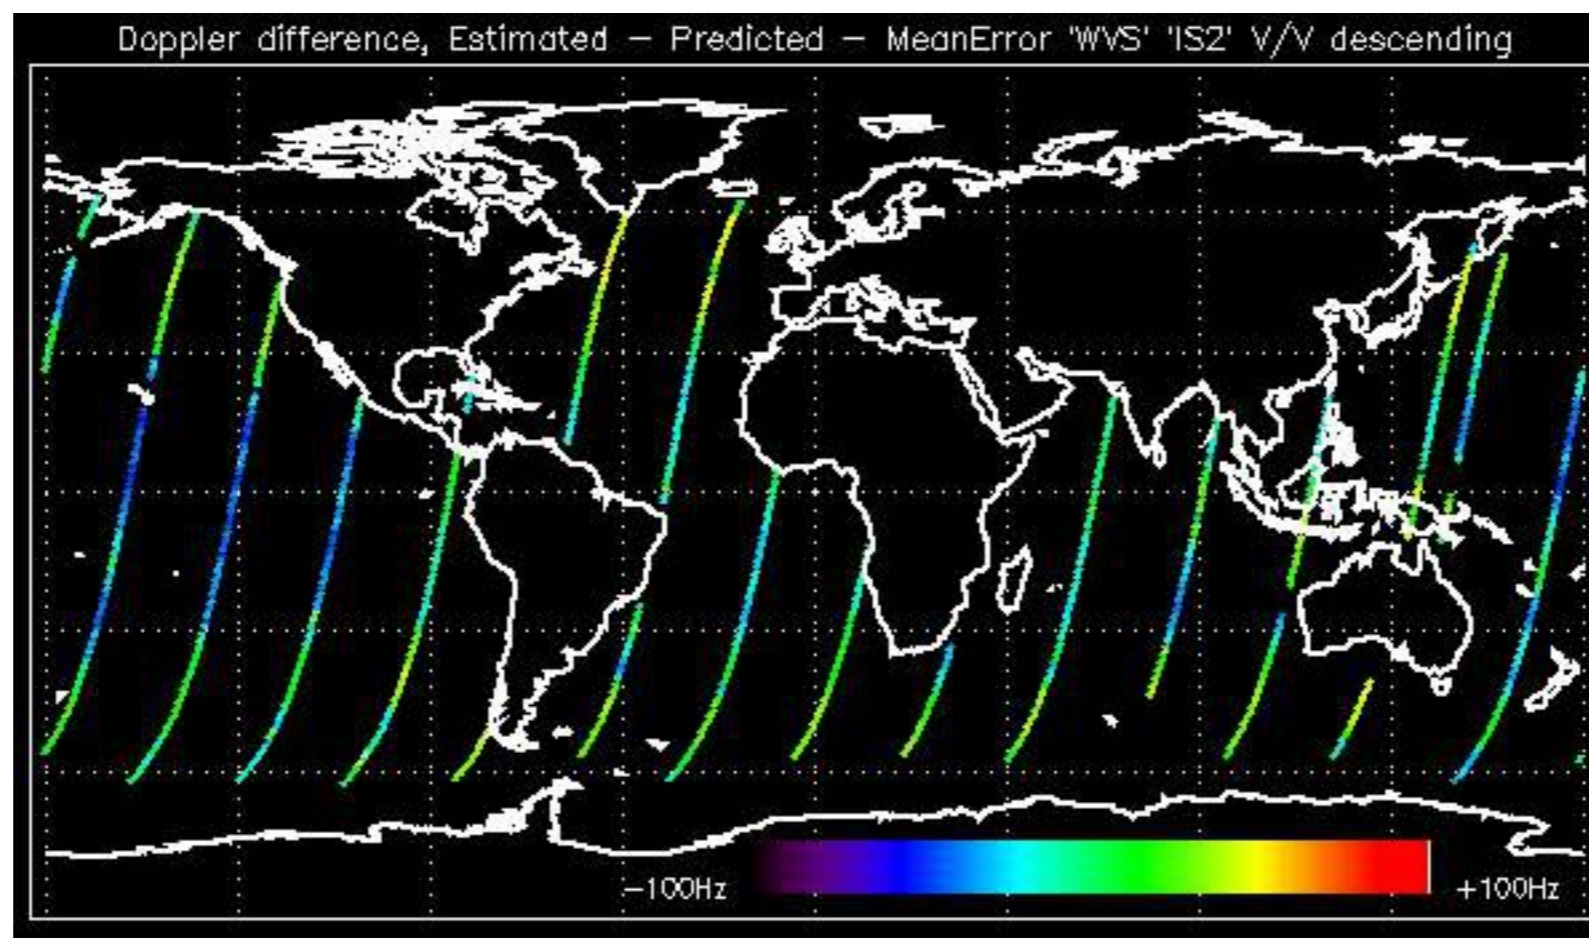 Doppler difference, Estimated – Predicted – MeanError 'WVS' 'IS2' V/V descending
–100Hz +100Hz